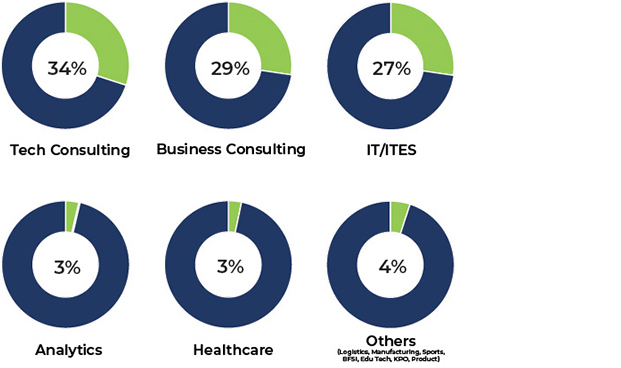 34%
29%
27%
Tech Consulting
Business Consulting
IT/ITES
3%
3%
4%
Analytics
Healthcare
Others
(Logistics, Manufacturing, Sports,
BFSI, Edu Tech, KPO, Product)